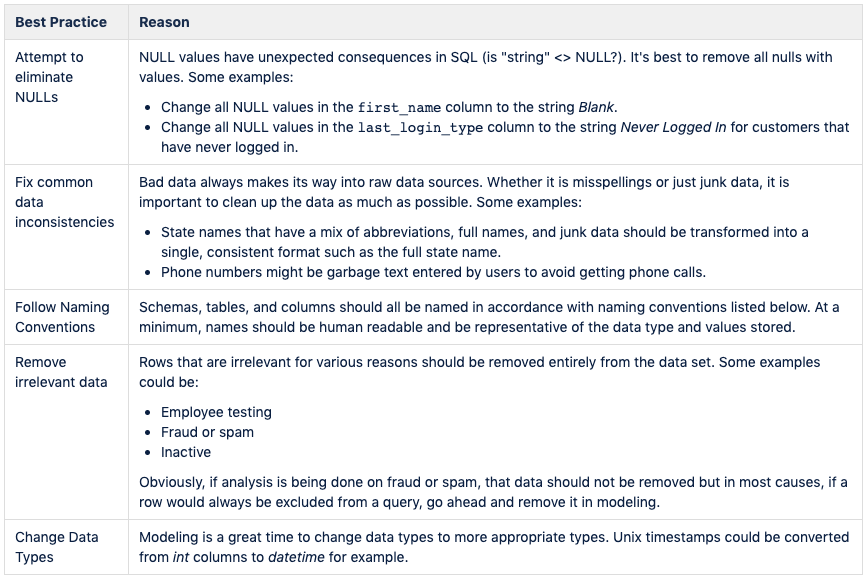 Best Practice
Reason
Attempt to
eliminate
NULLs
NULL values have unexpected consequences in SQL (is "string" <> NULL?). It's best to remove all nulls with
values. Some examples:
• Change all NULL values in the first_name column to the string Blank.
• Change all NULL values in the last_login_type column to the string Never Logged In for customers that
have never logged in.
Fix common
data
inconsistencies
Bad data always makes its way into raw data sources. Whether it is misspellings or just junk data, it is
important to clean up the data as much as possible. Some examples:
• State names that have a mix of abbreviations, full names, and junk data should be transformed into a
single, consistent format such as the full state name.
• Phone numbers might be garbage text entered by users to avoid getting phone calls.
Follow Naming
Conventions
Schemas, tables, and columns should all be named in accordance with naming conventions listed below. At a
minimum, names should be human readable and be representative of the data type and values stored.
Remove
irrelevant data
Rows that are irrelevant for various reasons should be removed entirely from the data set. Some examples
could be:
• Employee testing
• Fraud or spam
• Inactive
Obviously, if analysis is being done on fraud or spam, that data should not be removed but in most causes, if a
row would always be excluded from a query, go ahead and remove it in modeling.
Change Data
Types
Modeling is a great time to change data types to more appropriate types. Unix timestamps could be converted
from int columns to datetime for example.